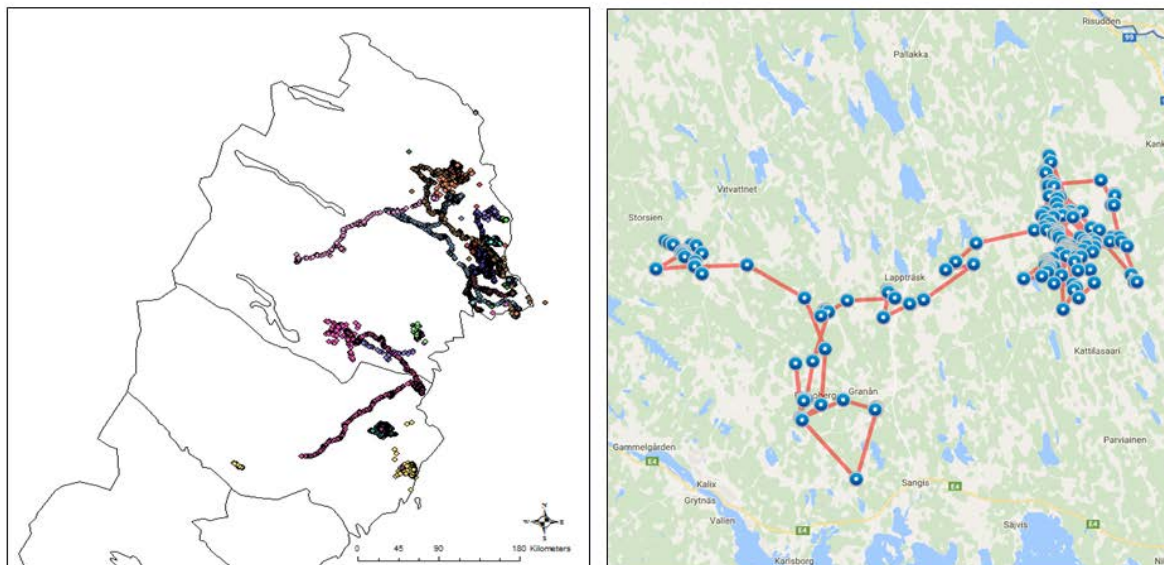 N
W
E
S
0 45 90 180 Kilometers
Risudden
99
Pallakka
Vitvattnet
Storsien
Lappträsk
Kattilasaari
Granån
Parviainen
Gammelgården
E4
Kalix
Sangis
E4
Grytnäs
Valien
E4
Säjvis
Karlsborg